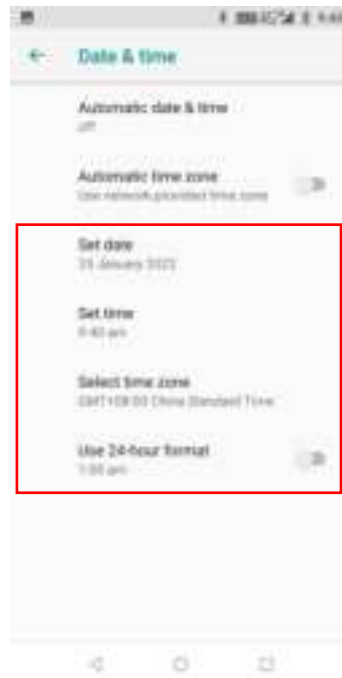 Date & time
Automatic date & time
off
Automatic time zone
Use network-provided time zone
Set date
January 2022
Set time
9:40 am
Select time zone
GMT+08:00 China Standard Time
Use 24-hour format
1:00 pm